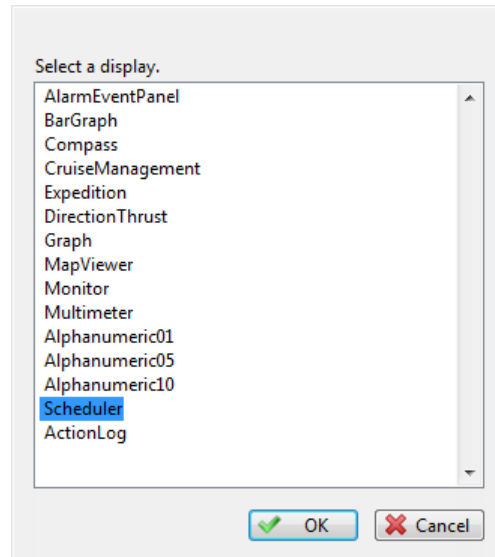 Select a display.
AlarmEventPanel
BarGraph
Compass
CruiseManagement
Expedition
DirectionThrust
Graph
MapViewer
Monitor
Multimeter
Alphanumeric01
Alphanumeric05
Alphanumeric10
Scheduler
ActionLog
OK Cancel